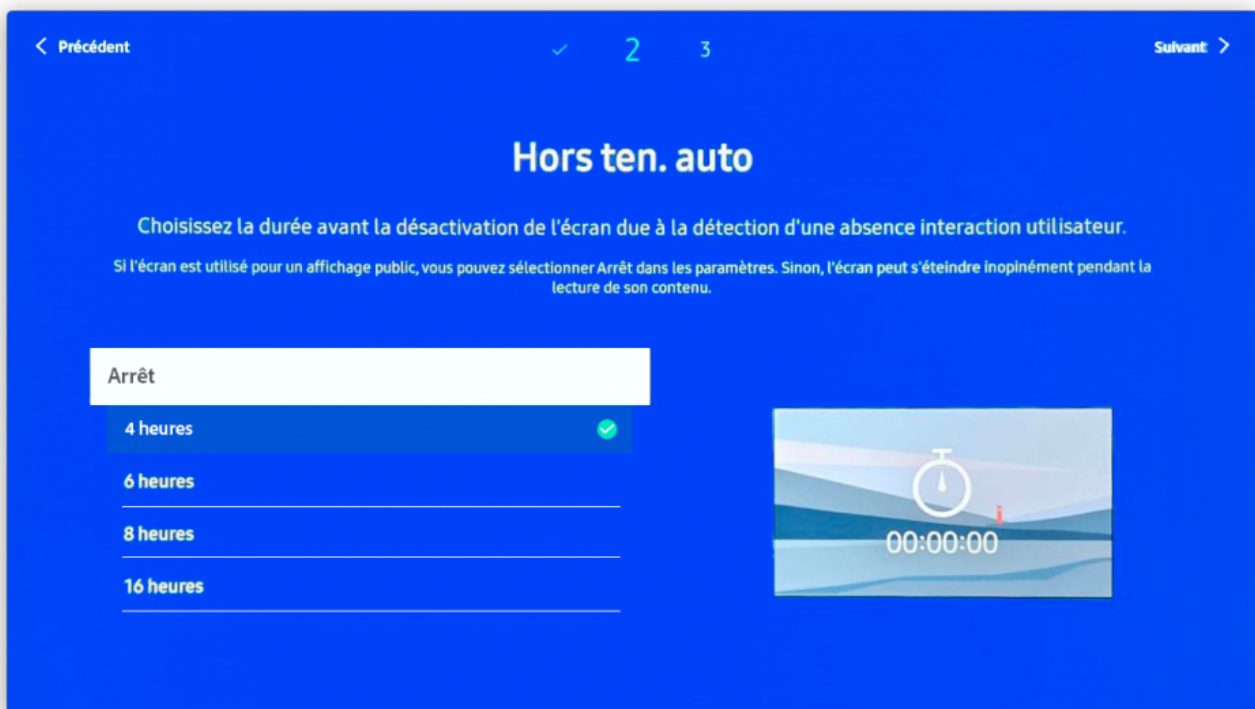 Précédent
2
3
Suivant
Hors ten. auto
Choisissez la durée avant la désactivation de l'écran due à la détection d'une absence interaction utilisateur.
Si l'écran est utilisé pour un affichage public, vous pouvez sélectionner Arrêt dans les paramètres. Sinon, l'écran peut s'éteindre inopinément pendant la
lecture de son contenu.
Arrêt
4 heures
6 heures
8 heures
16 heures
00:00:00